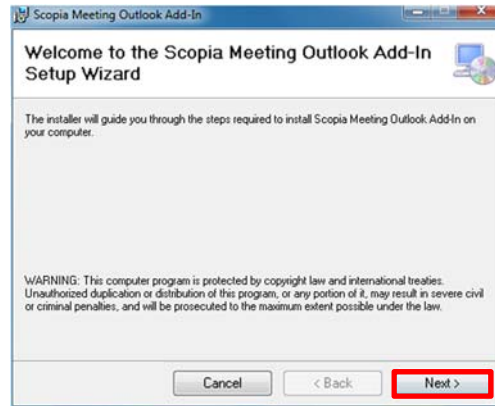 Scopia Meeting Outlook Add-In
Welcome to the Scopia Meeting Outlook Add-In
Setup Wizard
The installer will guide you through the steps required to install Scopia Meeting Outlook Add-In on
your computer.
WARNING: This computer program is protected by copyright law and international treaties.
Unauthorized duplication or distribution of this program, or any portion of it, may result in severe civil
or criminal penalties, and will be prosecuted to the maximum extent possible under the law.
Cancel
< Back
Next >